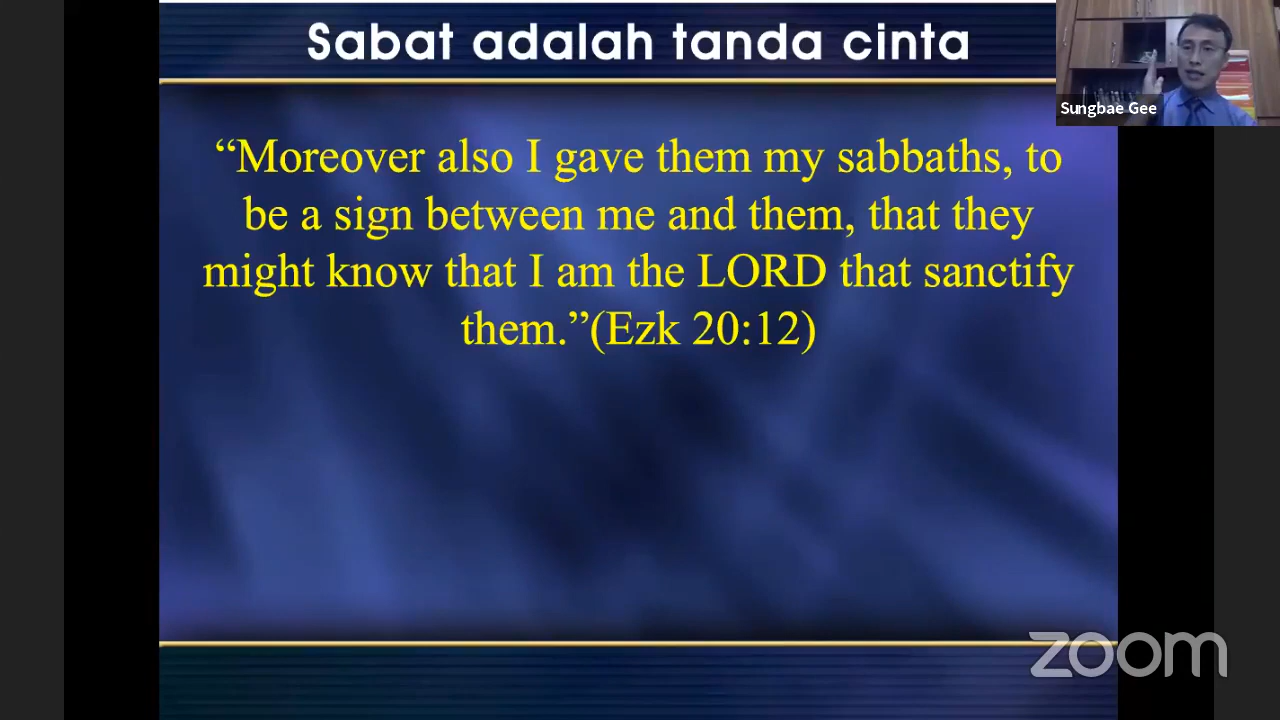 Sabat adalah tanda cinta
Sungbae Gee
“Moreover also I gave them my sabbaths, to
be a sign between me and them, that they
might know that I am the LORD that sanctify
them.”(Ezk 20:12)
zoom